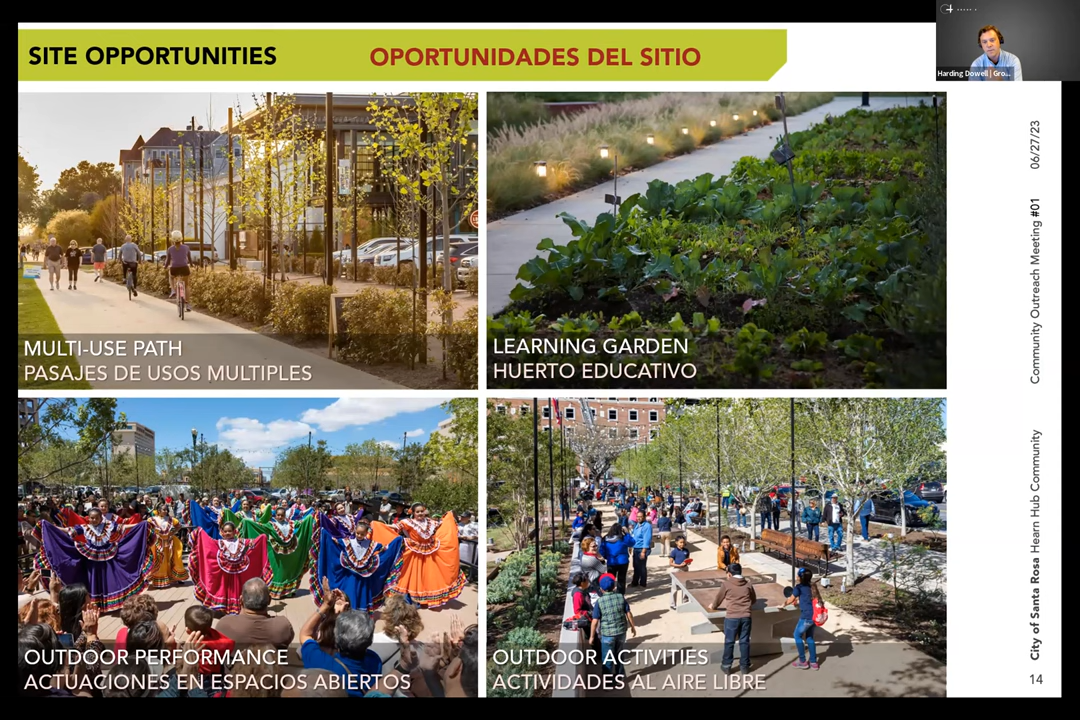 SITE OPPORTUNITIES
OPORTUNIDADES DEL SITIO
Harding Dowell | Gro...
MULTI-USE PATH
PASAJES DE USOS MULTIPLES
LEARNING GARDEN
HUERTO EDUCATIVO
OUTDOOR PERFORMANCE
ACTUACIONES EN ESPACIOS ABIERTOS
OUTDOOR ACTIVITIES
ACTIVIDADES AL AIRE LIBRE
City of Santa Rosa Hearn Hub Community
Community Outreach Meeting #01
06/27/23
14